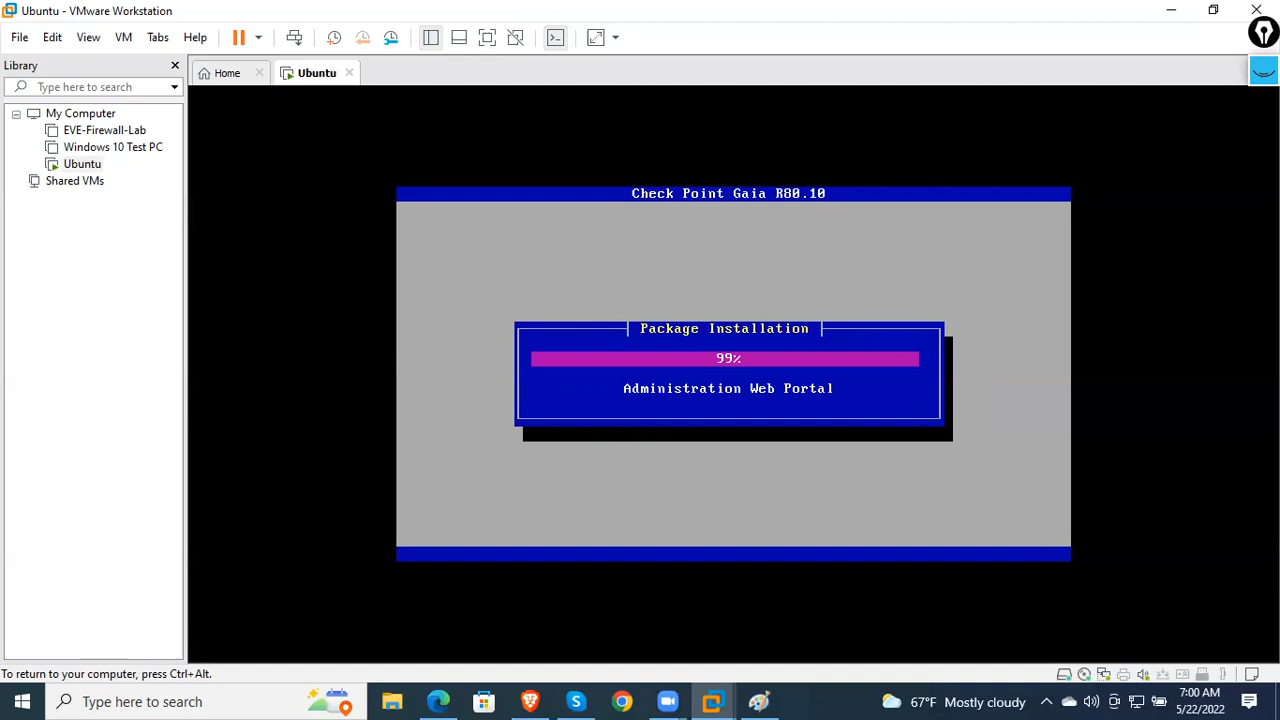 Ubuntu - VMware Workstation
File Edit View VM Tabs Help
Library
Type here to search
Home
Ubuntu
My Computer
EVE-Firewall-Lab
Windows 10 Test PC
Ubuntu
Shared VMs
Check Point Gaia R80.10
Package Installation
99%
Administration Web Portal
To return to your computer, press Ctrl+Alt.
Type here to search
67°F Mostly cloudy
7:00 AM
5/22/2022